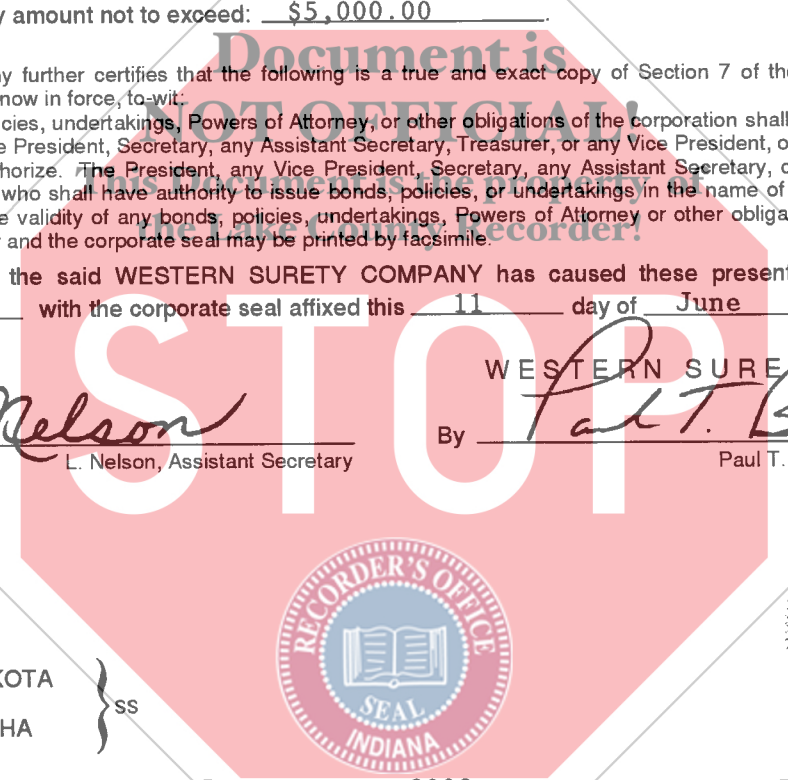 y amount not to exceed: $5,000.00.
Document is
ny further certifies that the following is a true and exact copy of Section 7 of the
now in force, to-wit:
NOT OFFICIAL!
cies, undertakings, Powers of Attorney, or other obligations of the corporation shall
e President, Secretary, any Assistant Secretary, Treasurer, or any Vice President, o
thorize. The President, any Vice President, Secretary, any Assistant Secretary, o
This Document is the property of
who shall have authority to issue bonds, policies, or undertakings in the name of
e validity of any bonds, policies, undertakings, Powers of Attorney or other obliga
the Lake County Recorder!
and the corporate seal may be printed by facsimile.
the said WESTERN SURETY COMPANY has caused these present
with the corporate seal affixed this 11 day of June
STOP
WESTERN SURE
Nelson
Paul T. B
By
L. Nelson, Assistant Secretary
Paul T.
RECORDER'S OFFICE
SEAL
INDIANA
KOTA
HA
SS